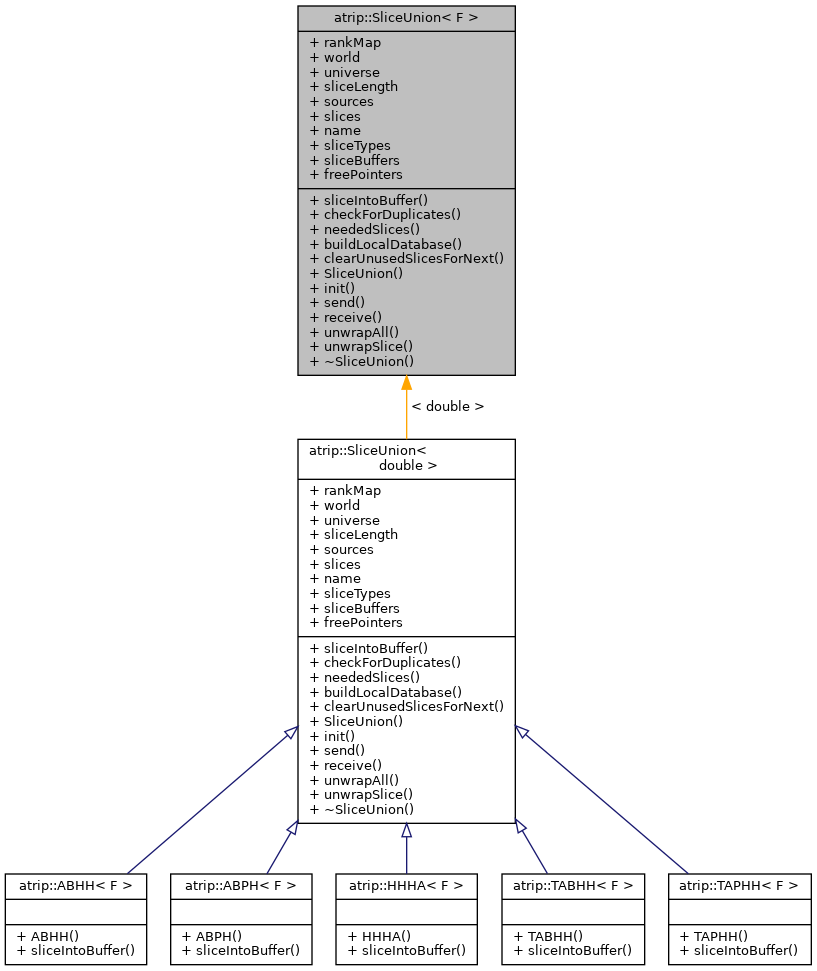 atrip::SliceUnion< F >
+ rankMap
+ world
+ universe
+ sliceLength
+ sources
+ slices
+ name
+ sliceTypes
+ sliceBuffers
+ freePointers
+ sliceIntoBuffer()
+ checkForDuplicates()
+ neededSlices()
+ buildLocalDatabase()
+ clearUnusedSlicesForNext()
+ SliceUnion()
+ init()
+ send()
+ receive()
+ unwrapAll()
+ unwrapSlice()
+ ~SliceUnion()
< double >
atrip::SliceUnion<
double >
+ rankMap
+ world
+ universe
+ sliceLength
+ sources
+ slices
+ name
+ sliceTypes
+ sliceBuffers
+ freePointers
+ sliceIntoBuffer()
+ checkForDuplicates()
+ neededSlices()
+ buildLocalDatabase()
+ clearUnusedSlicesForNext()
+ SliceUnion()
+ init()
+ send()
+ receive()
+ unwrapAll()
+ unwrapSlice()
+ ~SliceUnion()
atrip::ABHH< F >
+ ABHH()
+ sliceIntoBuffer()
atrip::ABPH< F >
+ ABPH()
+ sliceIntoBuffer()
atrip::HHHA< F >
+ HHHA()
+ sliceIntoBuffer()
atrip::TABHH< F >
+ TABHH()
+ sliceIntoBuffer()
atrip::TAPHH< F >
+ TAPHH()
+ sliceIntoBuffer()